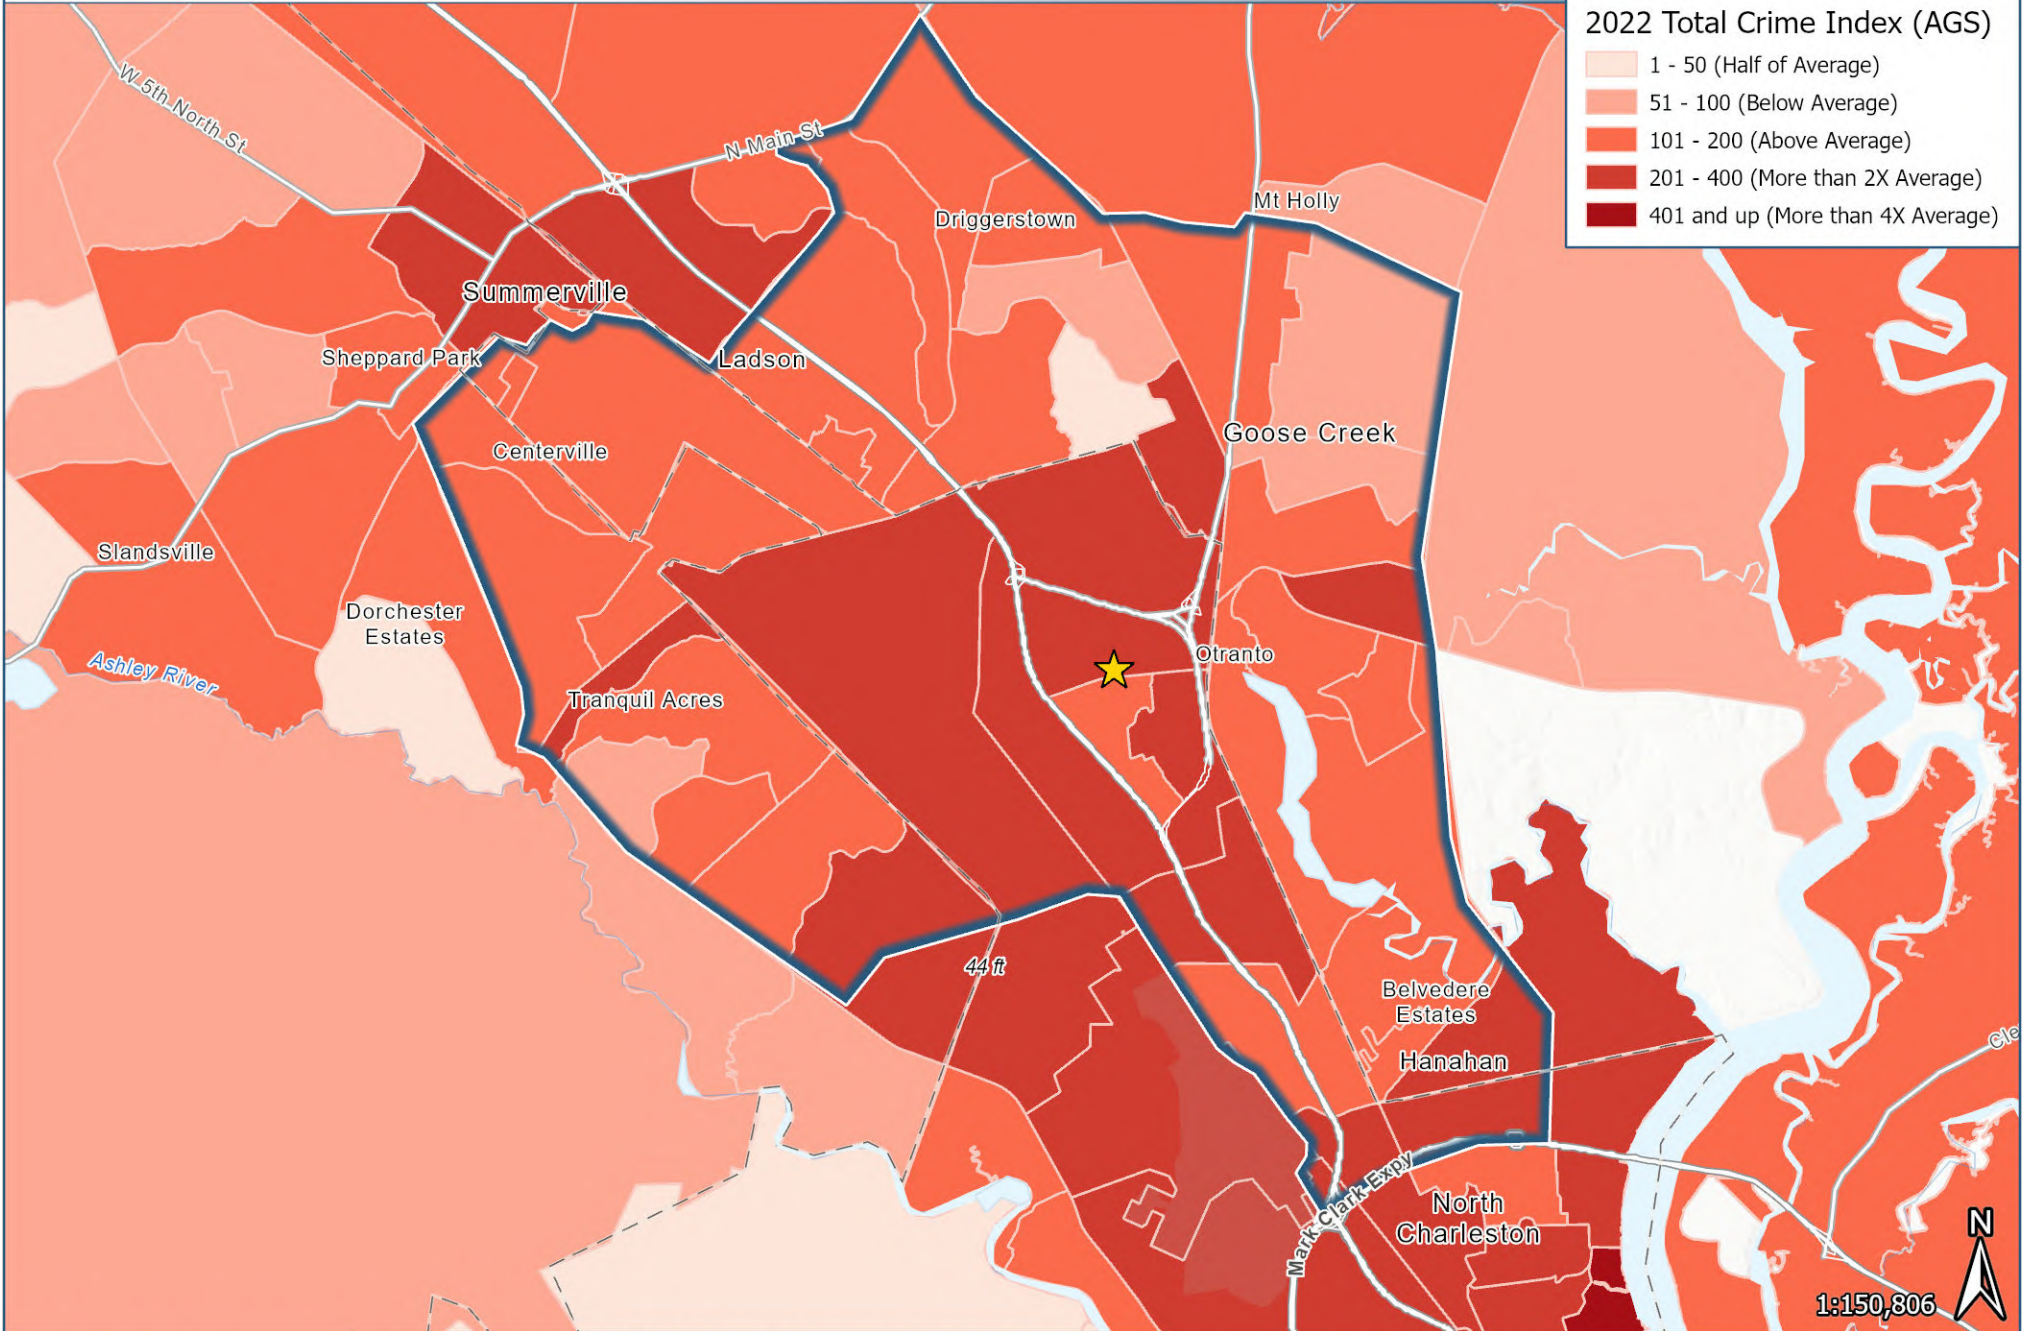 2022 Total Crime Index (AGS)
1 - 50 (Half of Average)
51 - 100 (Below Average)
101 - 200 (Above Average)
201 - 400 (More than 2X Average)
401 and up (More than 4X Average)
W 5th North St
N Main St
Mt Holly
Driggerstown
Summerville
Sheppard Park
Ladson
Goose Creek
Centerville
Slandsville
Dorchester
Estates
Ashley River
Otranto
Tranquil Acres
44 ft
Belvedere
Estates
Hanahan
Cle
Mark Clark Expy
North
Charleston
N
1:150,806